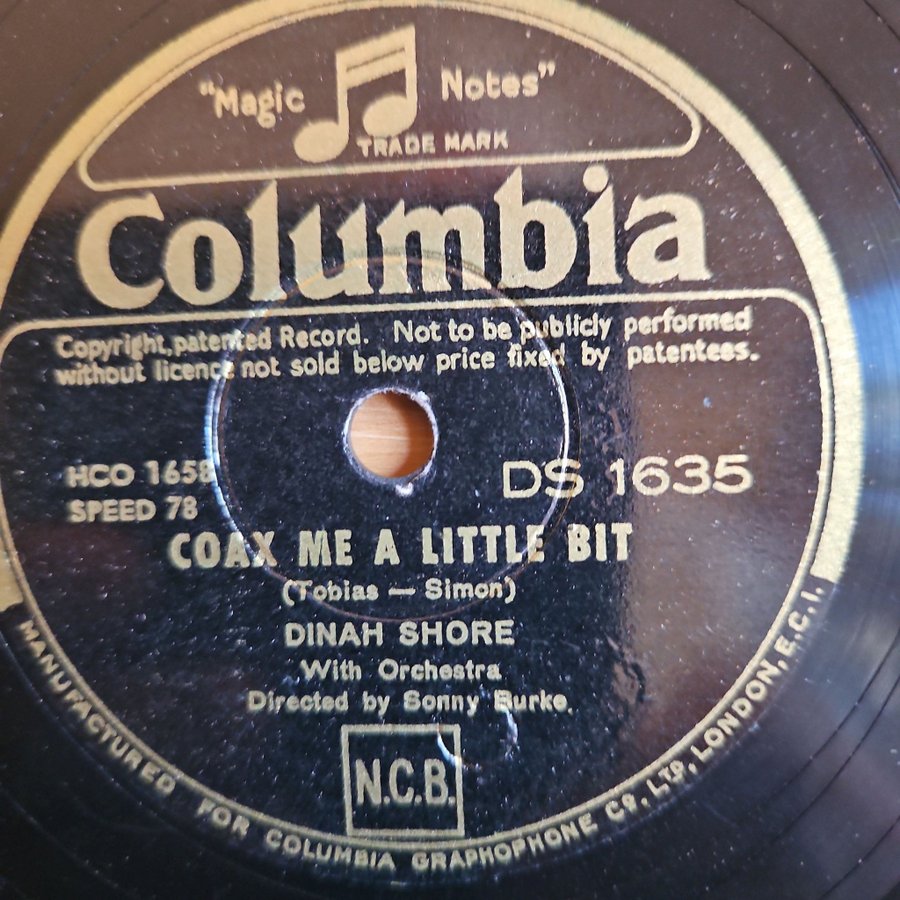 "Magic Notes"
TRADE MARK
Columbia
Copyright, patented Record. Not to be publicly performed
without licence not sold below price fixed by patentees.
HCO 1658
SPEED 78
DS 1635
COAX ME A LITTLE BIT
(Tobias — Simon)
DINAH SHORE
With Orchestra
Directed by Sonny Burke.
N.C.B.
MANUFACTURED FOR COLUMBIA GRAPHOPHONE CO. LTD, LONDON, E.C.1.